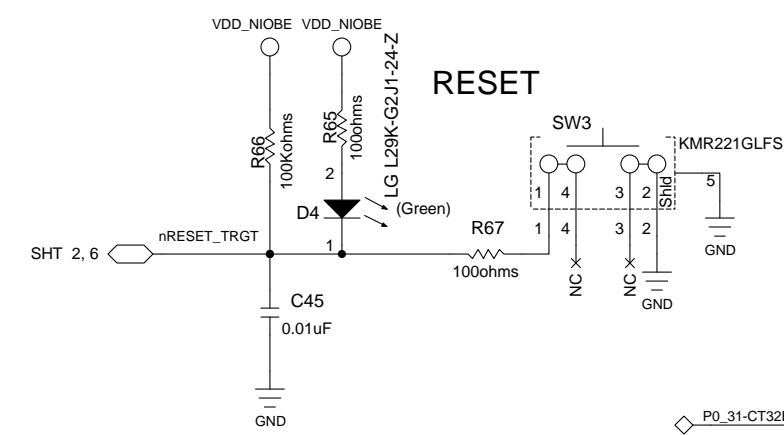 VDD_NIOBE VDD_NIOBE
LG L29K-G2J1-24-Z
RESET
R66
100Kohms
R65
100ohms
SW3
KMR221GLFS
2
D4
(Green)
1
1 4 3 2
Shld
5
1 4 3 2
NC
NC
GND
GND
SHT 2, 6
nRESET_TRGT
R67
100ohms
C45
0.01uF
GND
P0_31-CT32